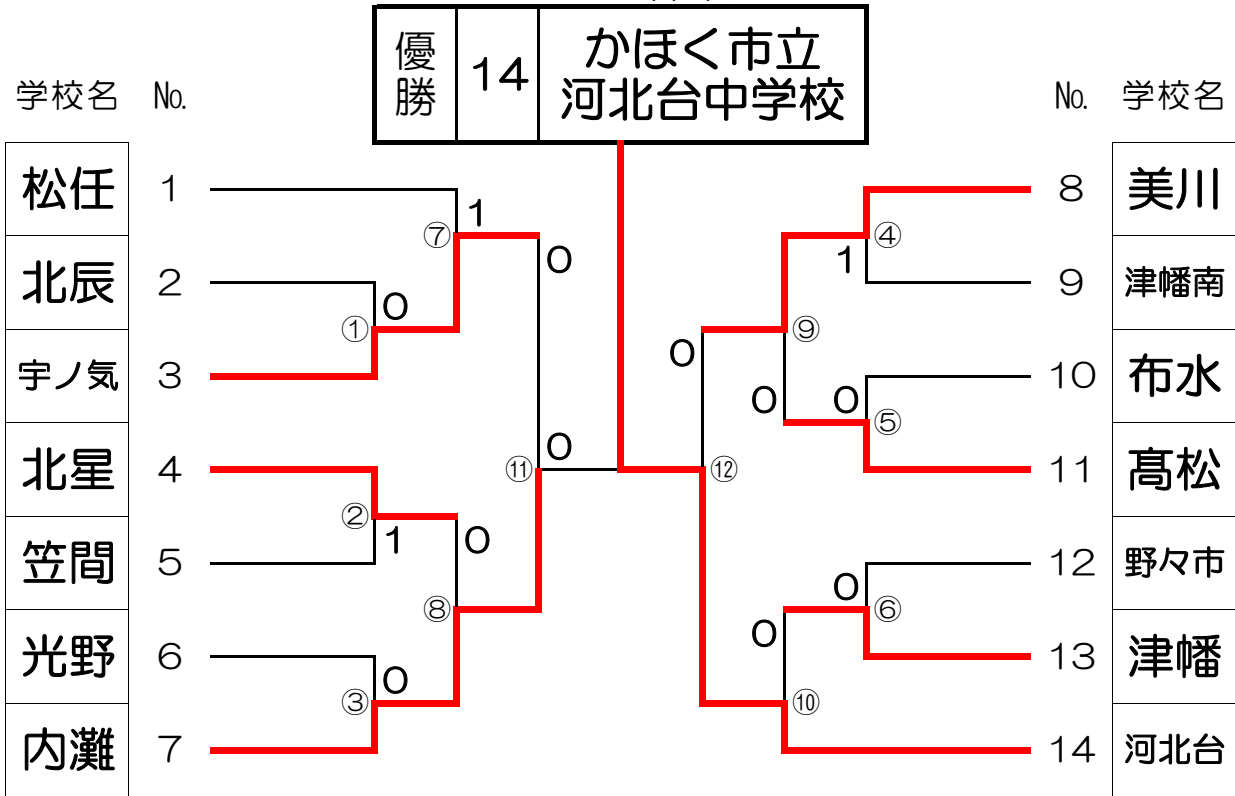 優勝 14 かほく市立
河北台中学校
学校名 No.
No. 学校名
松任 1
北辰 2
宇ノ気 3
北星 4
笠間 5
光野 6
内灘 7
1
⑦
0
0
①
0
⑪
②
1
0
⑧
0
③
8 美川
9 津幡南
10 布水
11 髙松
12 野々市
13 津幡
14 河北台
④
1
⑨
0
0
0
⑤
⑫
0
⑥
0
⑩